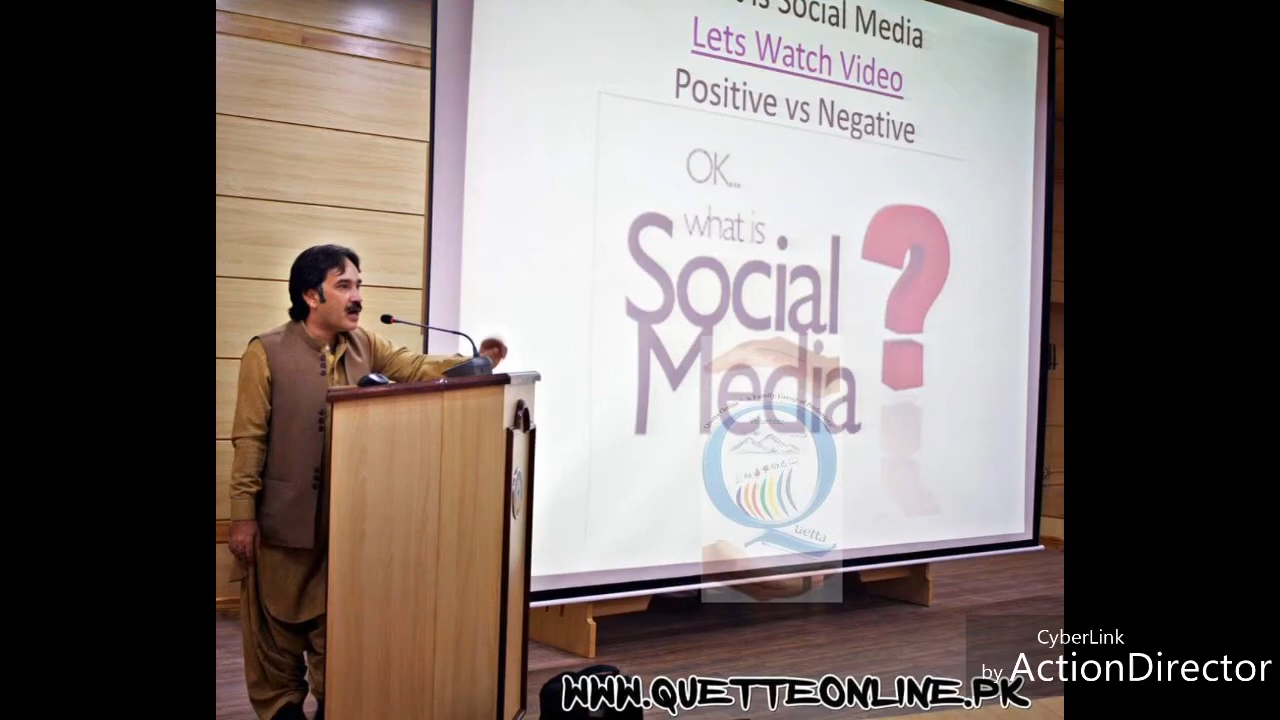 is Social Media
Lets Watch Video
Positive vs Negative
OK...
what is
Social
Media
?
Quetta
CyberLink
by ActionDirector
WWW.QUETTEONLINE.PK